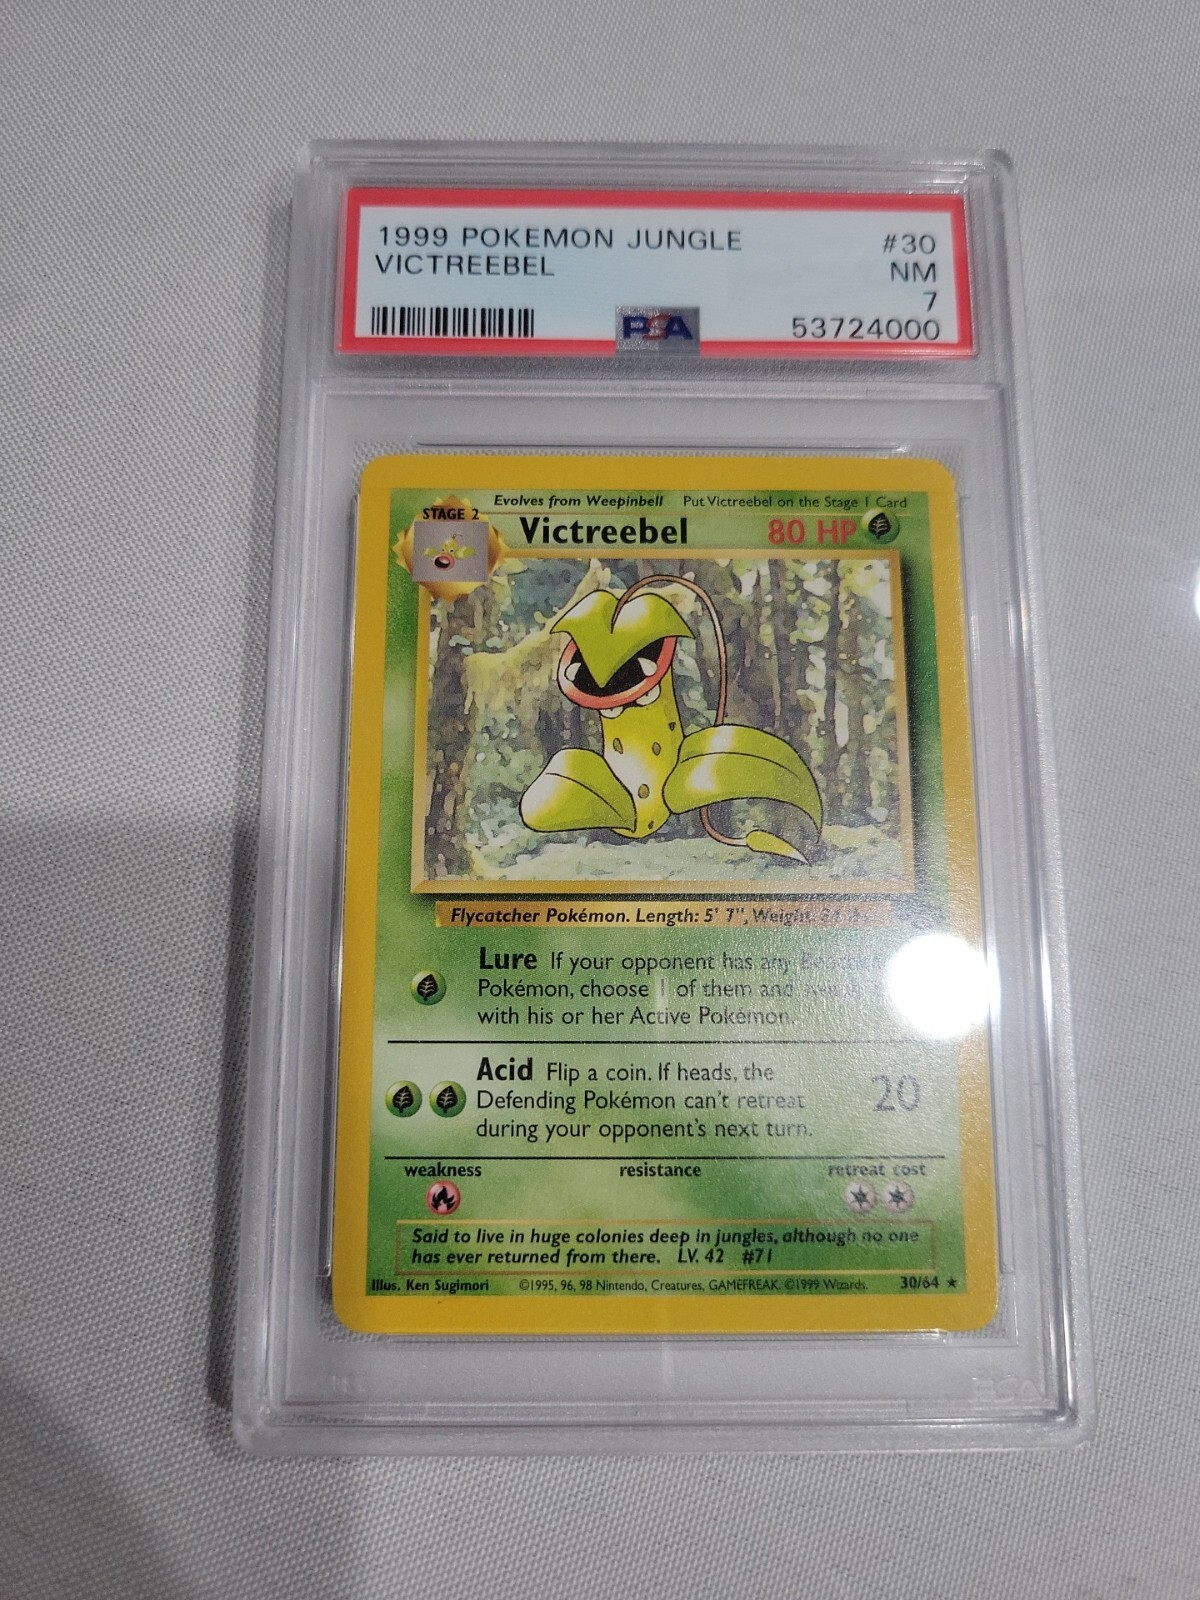 1999 POKEMON JUNGLE #30
VICTREEBEL NM
7
PSA 53724000
Evolves from Weepinbell Put Victreebel on the Stage 1 Card
STAGE 2
Victreebel 80 HP
Flycatcher Pokémon. Length: 5' 7", Weight:
Lure If your opponent has any
Pokémon, choose 1 of them and
with his or her Active Pokémon.
Acid Flip a coin. If heads, the 20
Defending Pokémon can't retreat
during your opponent's next turn.
weakness resistance retreat cost
Said to live in huge colonies deep in jungles, although no one
has ever returned from there. LV. 42 #71
Illus. Ken Sugimori ©1995, 96, 98 Nintendo, Creatures, GAMEFREAK. ©1999 Wizards. 30/64 ★